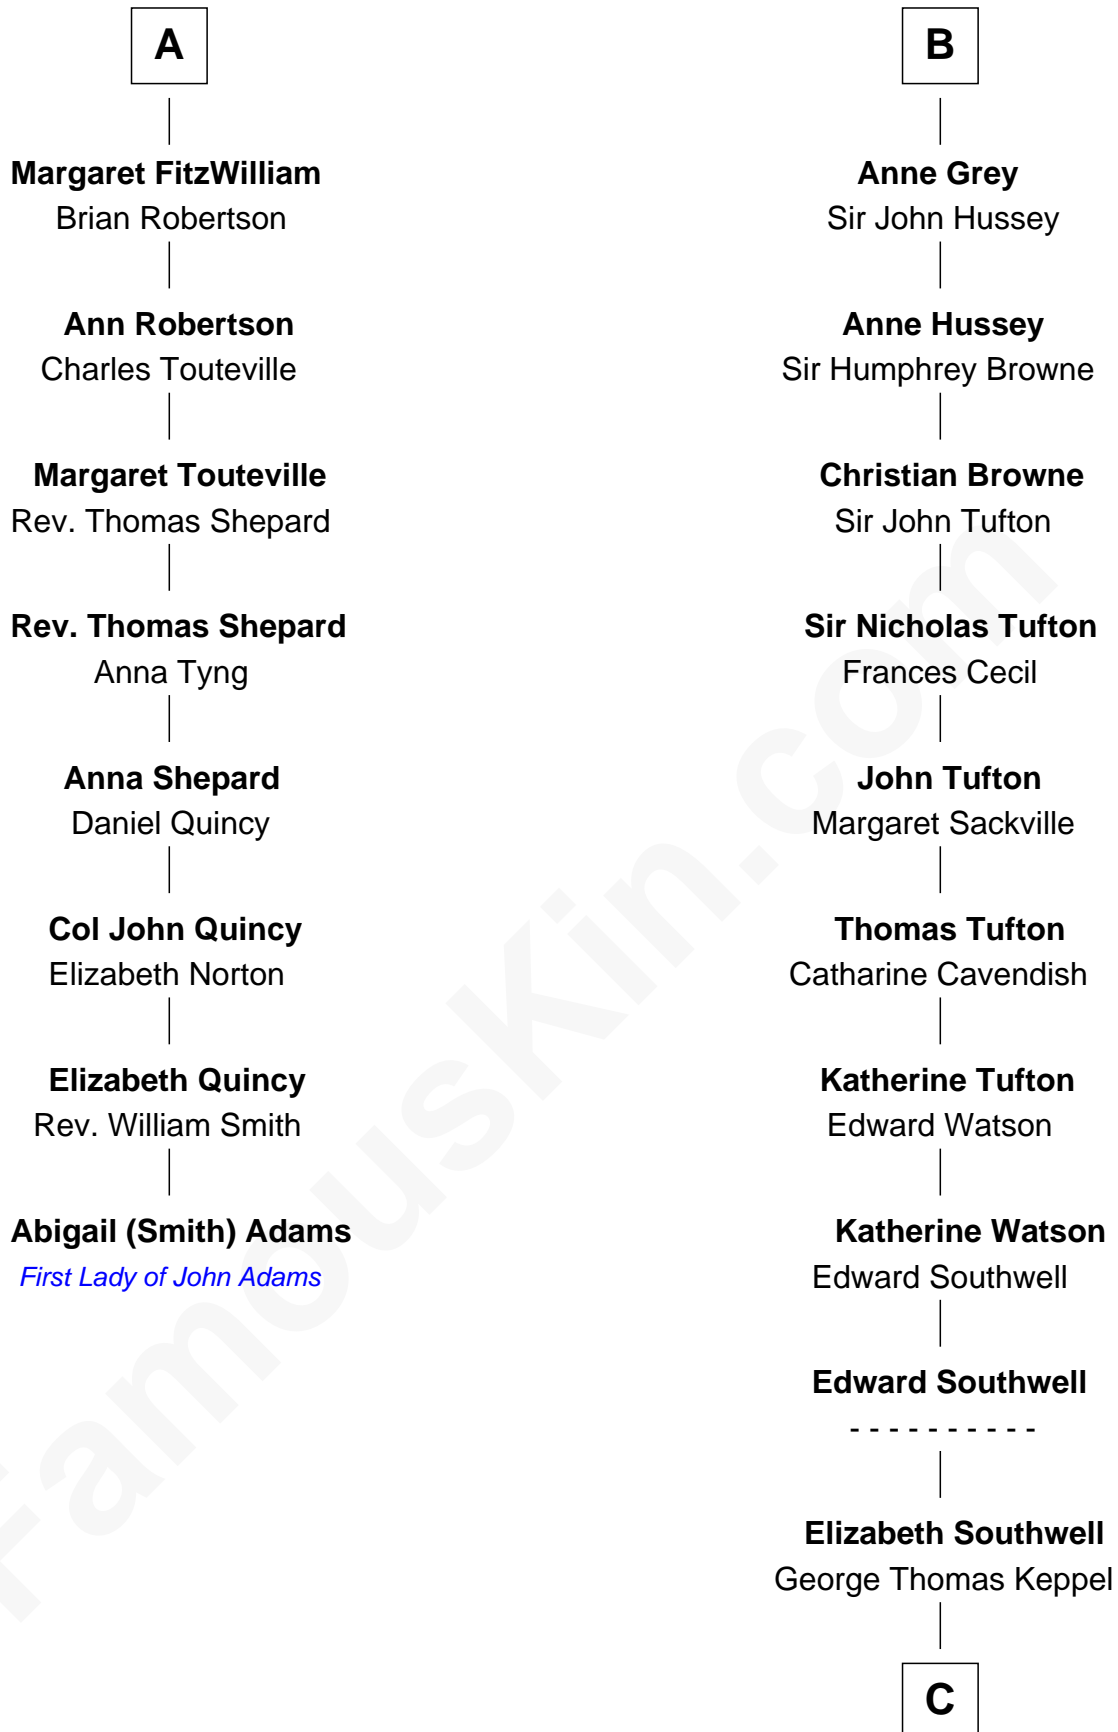 A
Margaret FitzWilliam
Brian Robertson
Ann Robertson
Charles Touteville
Margaret Touteville
Rev. Thomas Shepard
Rev. Thomas Shepard
Anna Tyng
Anna Shepard
Daniel Quincy
Col John Quincy
Elizabeth Norton
Elizabeth Quincy
Rev. William Smith
Abigail (Smith) Adams
First Lady of John Adams
B
Anne Grey
Sir John Hussey
Anne Hussey
Sir Humphrey Browne
Christian Browne
Sir John Tufton
Sir Nicholas Tufton
Frances Cecil
John Tufton
Margaret Sackville
Thomas Tufton
Catharine Cavendish
Katherine Tufton
Edward Watson
Katherine Watson
Edward Southwell
Edward Southwell
- - - - - - - - - -
Elizabeth Southwell
George Thomas Keppel
C
FamousKin.com